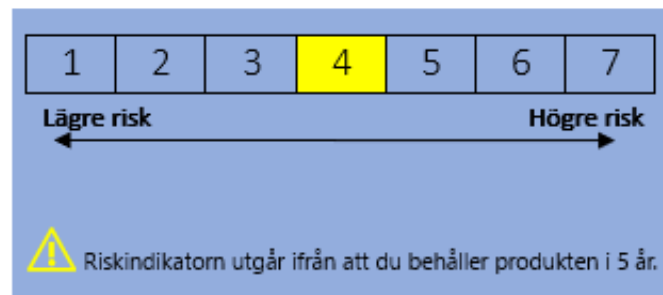 1 2 3 4 5 6 7
Lägre risk Högre risk
Riskindikatorn utgår ifrån att du behåller produkten i 5 år.